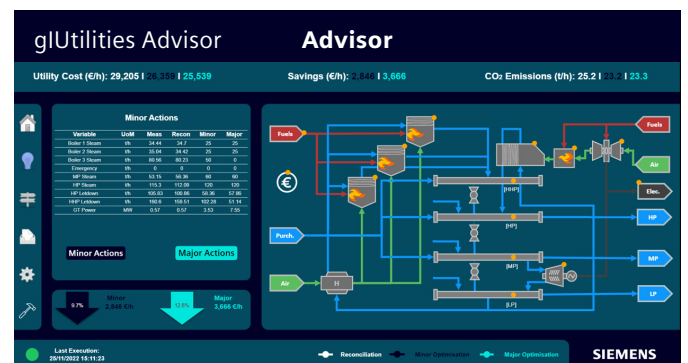 gIUtilities Advisor Advisor
Utility Cost (€/h): 29,205 I 26,359 I 25,539 Savings (€/h): 2,846 I 3,666 CO₂ Emissions (t/h): 25.2 I 23.2 I 23.3
Minor Actions
Variable UoM Meas Recon Minor Major
Boiler 1 Steam t/h 34.44 34.7 25 25
Boiler 2 Steam t/h 35.04 34.42 25 25
Boiler 3 Steam t/h 80.56 80.23 50 0
Emergency t/h 0 0 0 0
MP Steam t/h 53.15 56.36 60 60
HP Steam t/h 115.3 112.09 120 120
HP Letdown t/h 105.83 100.86 58.36 57.86
HHP Letdown t/h 160.6 159.51 102.28 51.14
GT Power MW 0.57 0.57 3.53 7.55
Minor Actions Major Actions
9.7% Minor
2,846 €/h
12.6% Major
3,666 €/h
Fuels
Fuels
Air
€
Elec.
[HHP]
HP
[HP]
Purch.
MP
[MP]
Air
H
LP
[LP]
Last Execution:
25/11/2022 15:11:23
Reconciliation Minor Optimisation Major Optimisation
SIEMENS